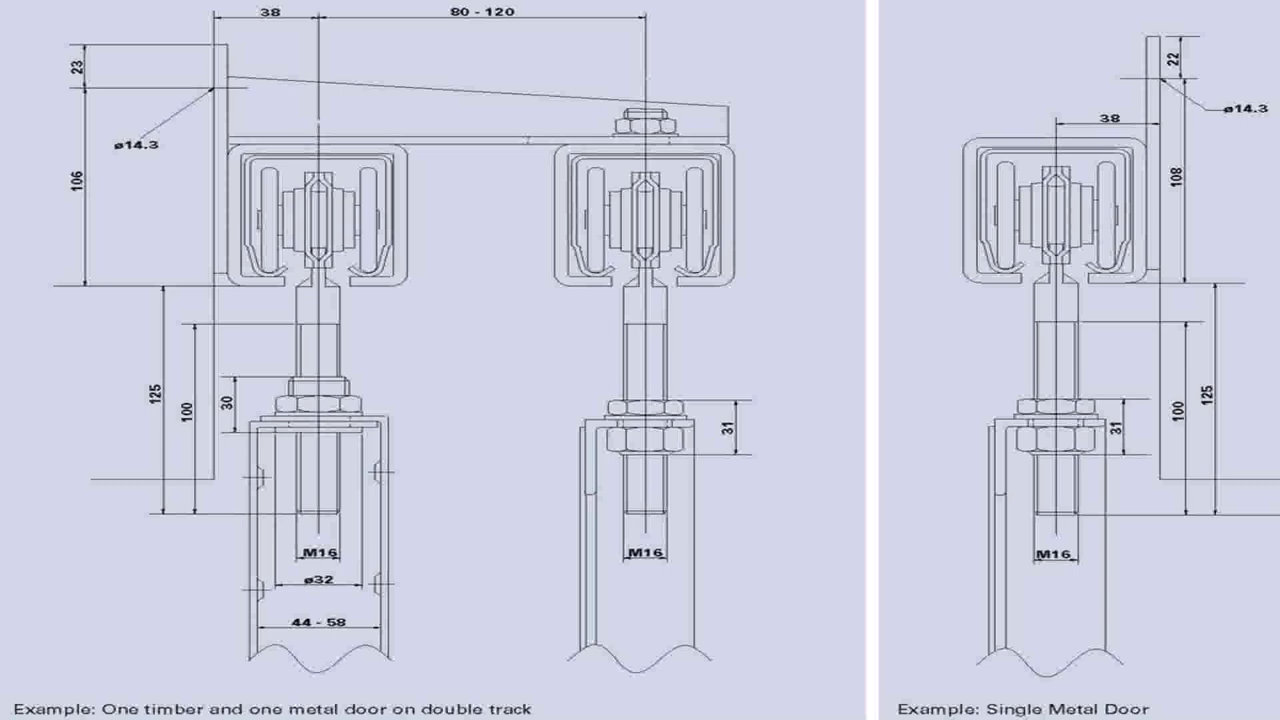 38
80 - 120
23
ø14.3
106
125
100
30
31
M16
M16
ø32
44 - 58
Example: One timber and one metal door on double track
22
ø14.3
38
108
31
100
125
M16
Example: Single Metal Door